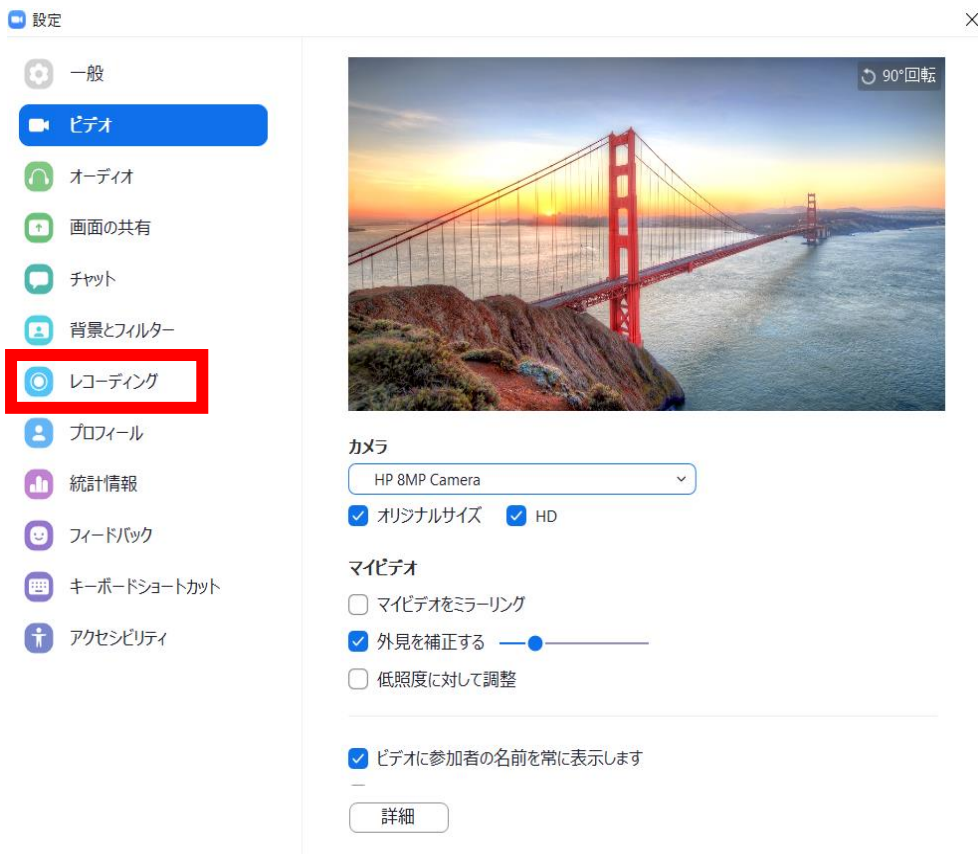 設定
一般
ビデオ
オーディオ
画面の共有
チャット
背景とフィルター
レコーディング
プロフィール
統計情報
フィードバック
キーボードショートカット
アクセシビリティ
90°回転
カメラ
HP 8MP Camera
オリジナルサイズ HD
マイビデオ
マイビデオをミラーリング
外見を補正する
低照度に対して調整
ビデオに参加者の名前を常に表示します
詳細